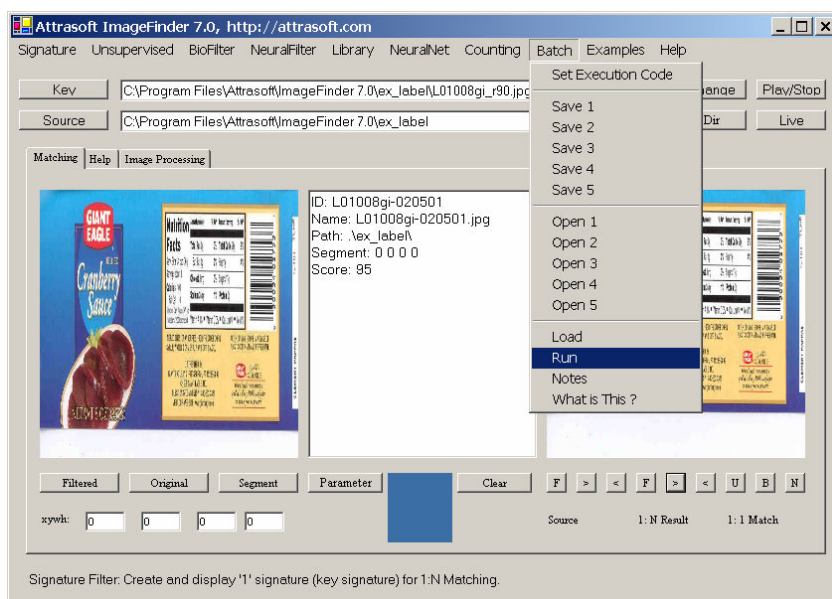 Attrasoft ImageFinder 7.0, http://attrasoft.com
Signature Unsupervised BioFilter NeuralFilter Library NeuralNet Counting Batch Examples Help
Set Execution Code
Key C:\Program Files\Attrasoft\ImageFinder 7.0\ex_label\L01008gi_r90.jpg Play/Stop
Save 1
Source C:\Program Files\Attrasoft\ImageFinder 7.0\ex_label Dir Live
Save 2
Save 3
Save 4
Save 5
Open 1
Open 2
Open 3
Open 4
Open 5
Load
Run
Notes
What is This ?
Matching Help Image Processing
GIANT
EAGLE
Cranberry
Sauce
Nutrition
Facts
ID: L01008gi-020501
Name: L01008gi-020501.jpg
Path: .\ex_label\
Segment: 0 0 0 0
Score: 95
Filtered Original Segment Parameter Clear F > < F > < U B N
xywh: 0 0 0 0 Source 1: N Result 1: 1 Match
Signature Filter: Create and display '1' signature (key signature) for 1:N Matching.